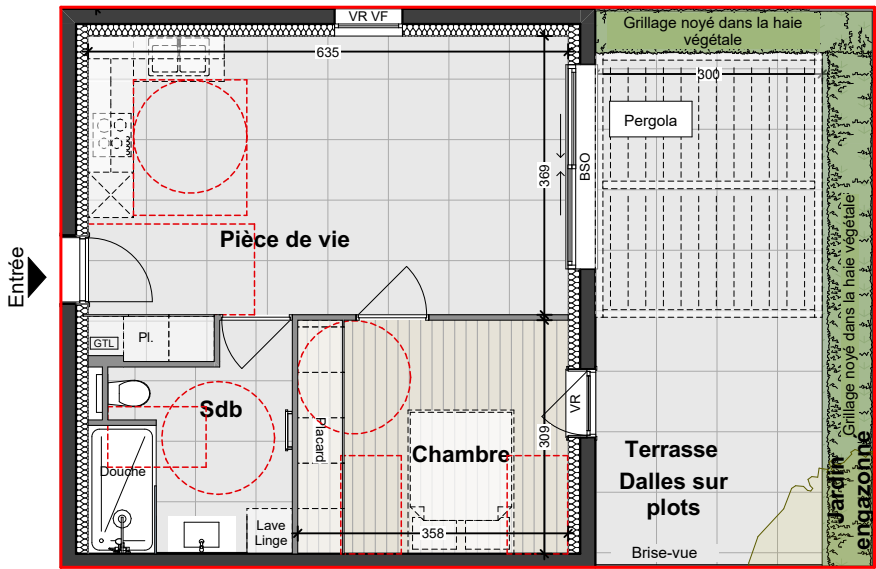 VR VF
Grillage noyé dans la haie
végétale
635
300
Pergola
BSO
369
Grillage noyé dans la haie végétale
Pièce de vie
Entrée
GTL
Pl.
Sdb
Placard
Chambre
VR
309
Terrasse
Dalles sur
plots
Jardin
engazonne
Douche
Lave
Linge
358
Brise-vue